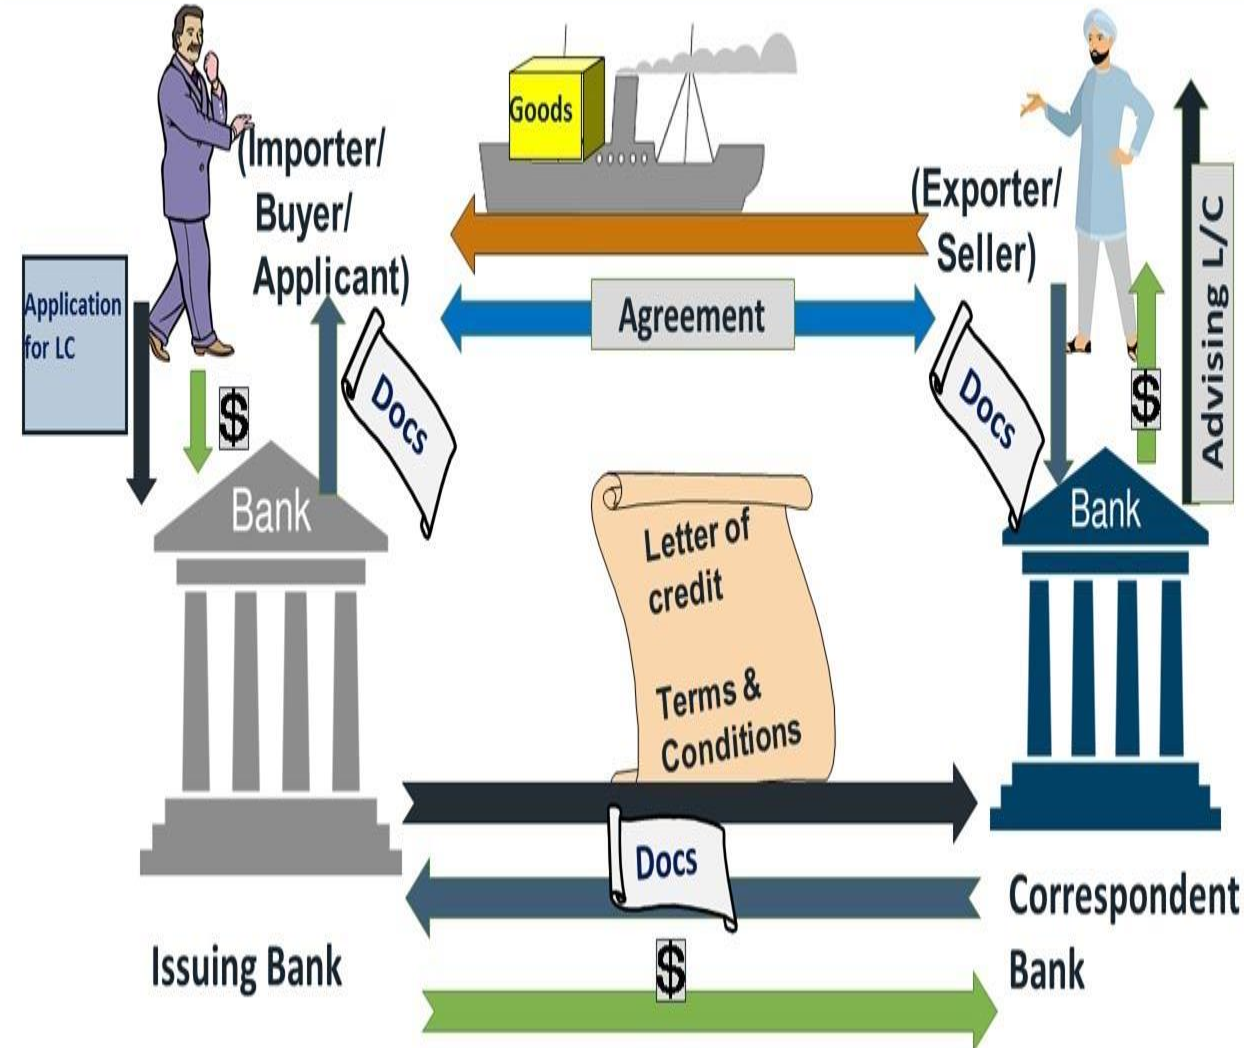 Goods
(Importer/
Buyer/
Applicant)
(Exporter/
Seller)
Application
for LC
Agreement
Advising L/C
$
Docs
Docs
$
Bank
Bank
Letter of
credit
Terms &
Conditions
Docs
Correspondent
Bank
Issuing Bank
$